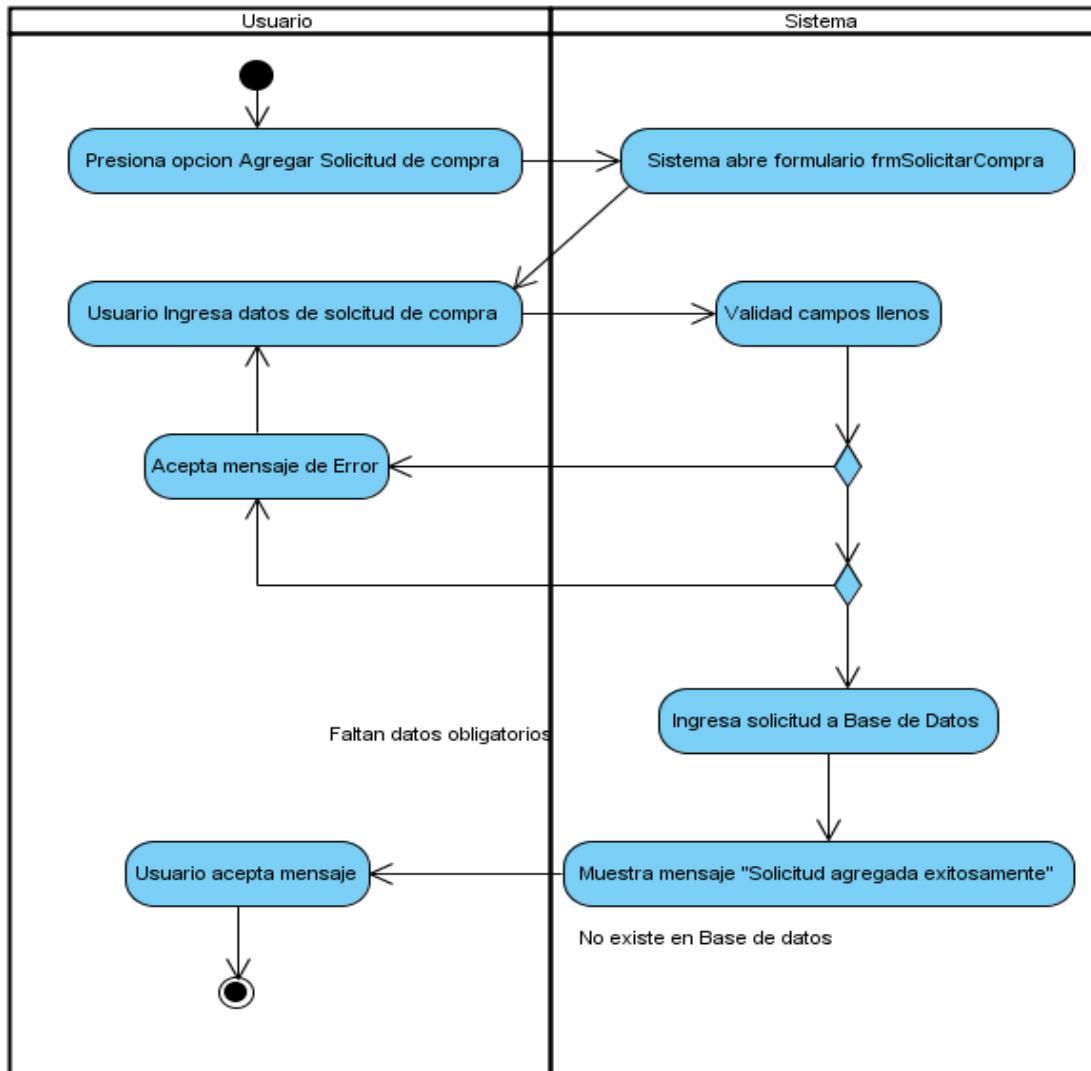 Usuario
Sistema
Presiona opcion Agregar Solicitud de compra
Sistema abre formulario frmSolicitarCompra
Usuario Ingresa datos de solcitud de compra
Validad campos llenos
Acepta mensaje de Error
Ingresa solicitud a Base de Datos
Faltan datos obligatorios
Usuario acepta mensaje
Muestra mensaje "Solicitud agregada exitosamente"
No existe en Base de datos